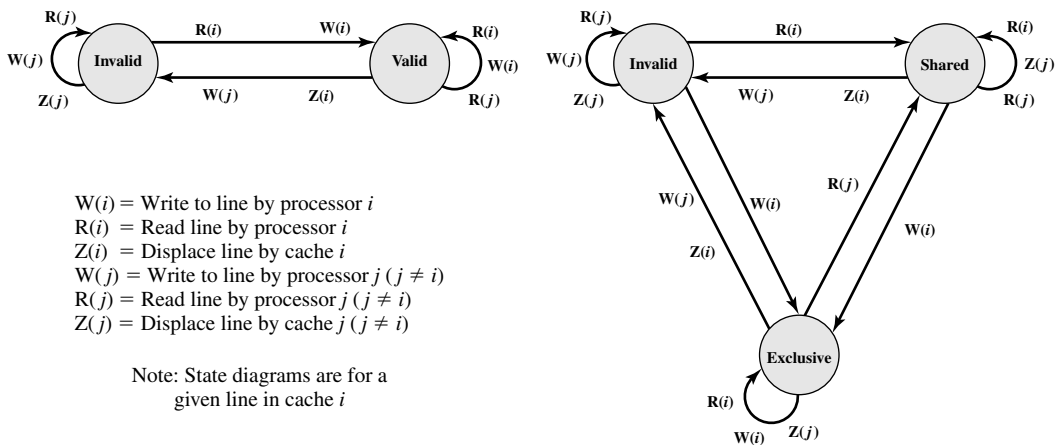 R(j)
W(j)
Z(j)
Invalid
R(i)
W(i)
W(j)
Z(i)
Valid
R(i)
W(i)
R(j)
W(i) = Write to line by processor i
R(i) = Read line by processor i
Z(i) = Displace line by cache i
W(j) = Write to line by processor j (j ≠ i)
R(j) = Read line by processor j (j ≠ i)
Z(j) = Displace line by cache j (j ≠ i)
Note: State diagrams are for a
given line in cache i
R(j)
W(j)
Z(j)
Invalid
R(i)
W(j)
Z(i)
Shared
R(i)
Z(j)
R(j)
W(j)
Z(i)
W(i)
R(j)
W(i)
Exclusive
R(i)
W(i)
Z(j)